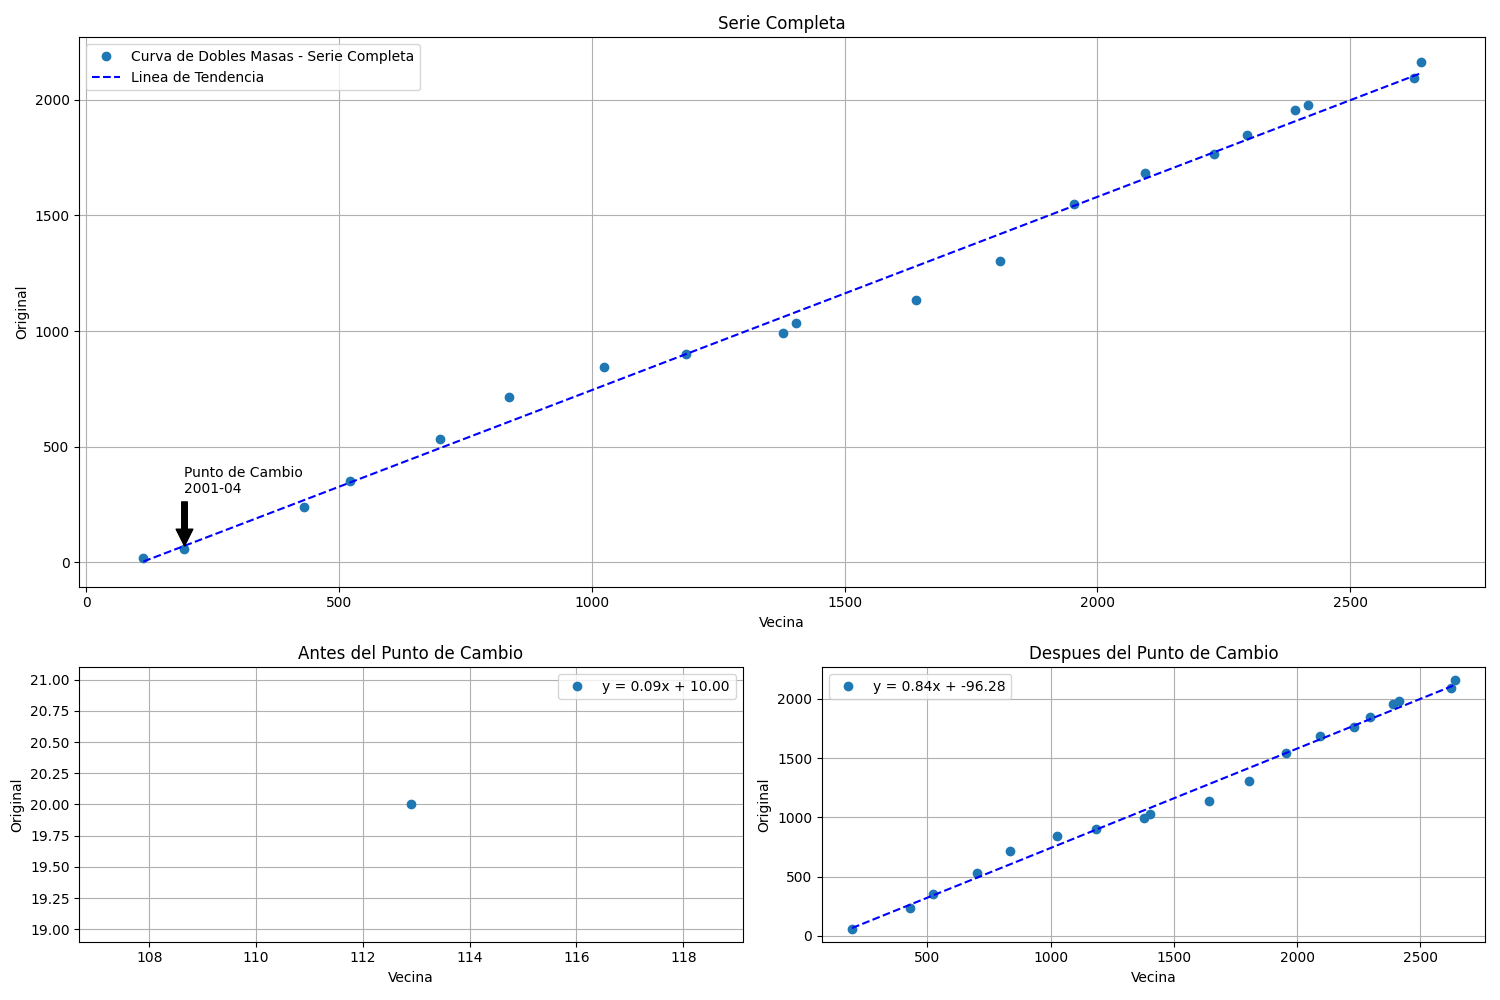 Serie Completa
Curva de Dobles Masas - Serie Completa
Linea de Tendencia
2000
1500
1000
500
0
Original
Punto de Cambio
2001-04
0 500 1000 1500 2000 2500
Vecina
Antes del Punto de Cambio
y = 0.09x + 10.00
21.00
20.75
20.50
20.25
20.00
19.75
19.50
19.25
19.00
Original
108 110 112 114 116 118
Vecina
Despues del Punto de Cambio
y = 0.84x + -96.28
2000
1500
1000
500
0
Original
500 1000 1500 2000 2500
Vecina